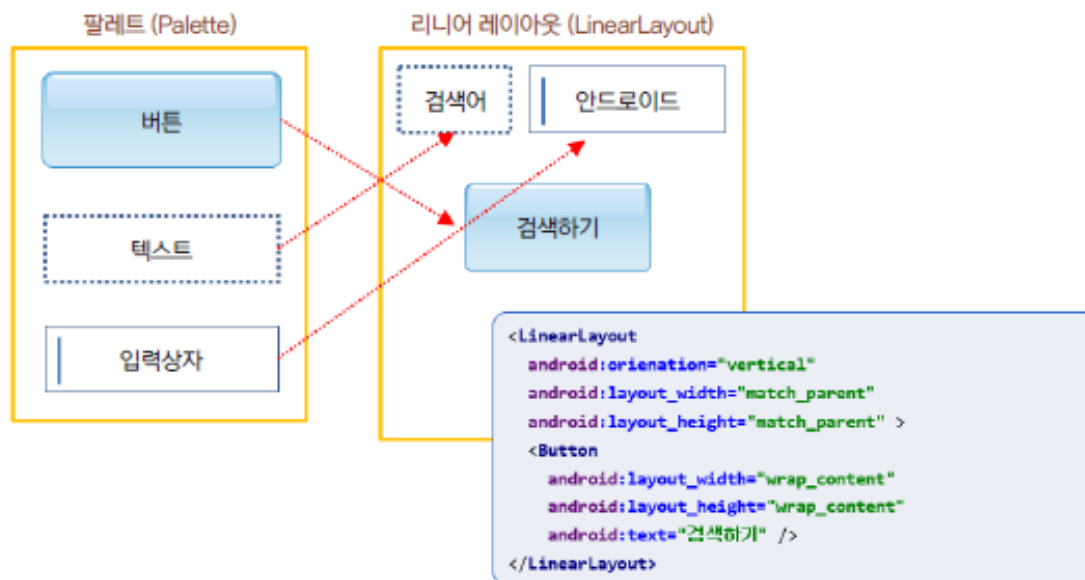 팔레트 (Palette)
리니어 레이아웃 (LinearLayout)
버튼
텍스트
입력상자
검색어
안드로이드
검색하기
<LinearLayout
android:orienation="vertical"
android:layout_width="match_parent"
android:layout_height="match_parent" >
<Button
android:layout_width="wrap_content"
android:layout_height="wrap_content"
android:text="검색하기" />
</LinearLayout>